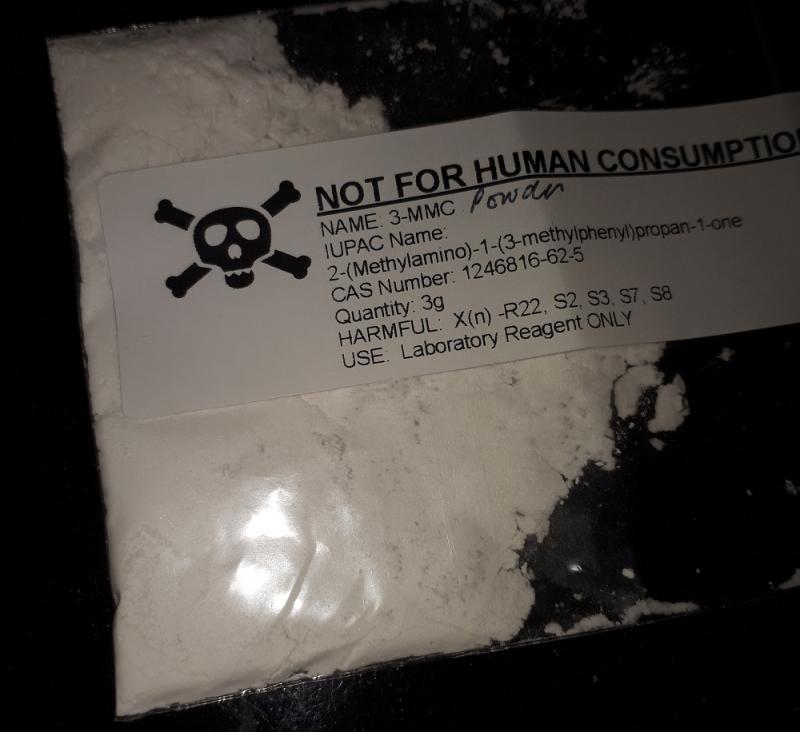 NOT FOR HUMAN CONSUMPTIO
NAME: 3-MMC Powder
IUPAC Name:
2-(Methylamino)-1-(3-methylphenyl)propan-1-one
CAS Number: 1246816-62-5
Quantity: 3g
HARMFUL: X(n) -R22, S2, S3, S7, S8
USE: Laboratory Reagent ONLY